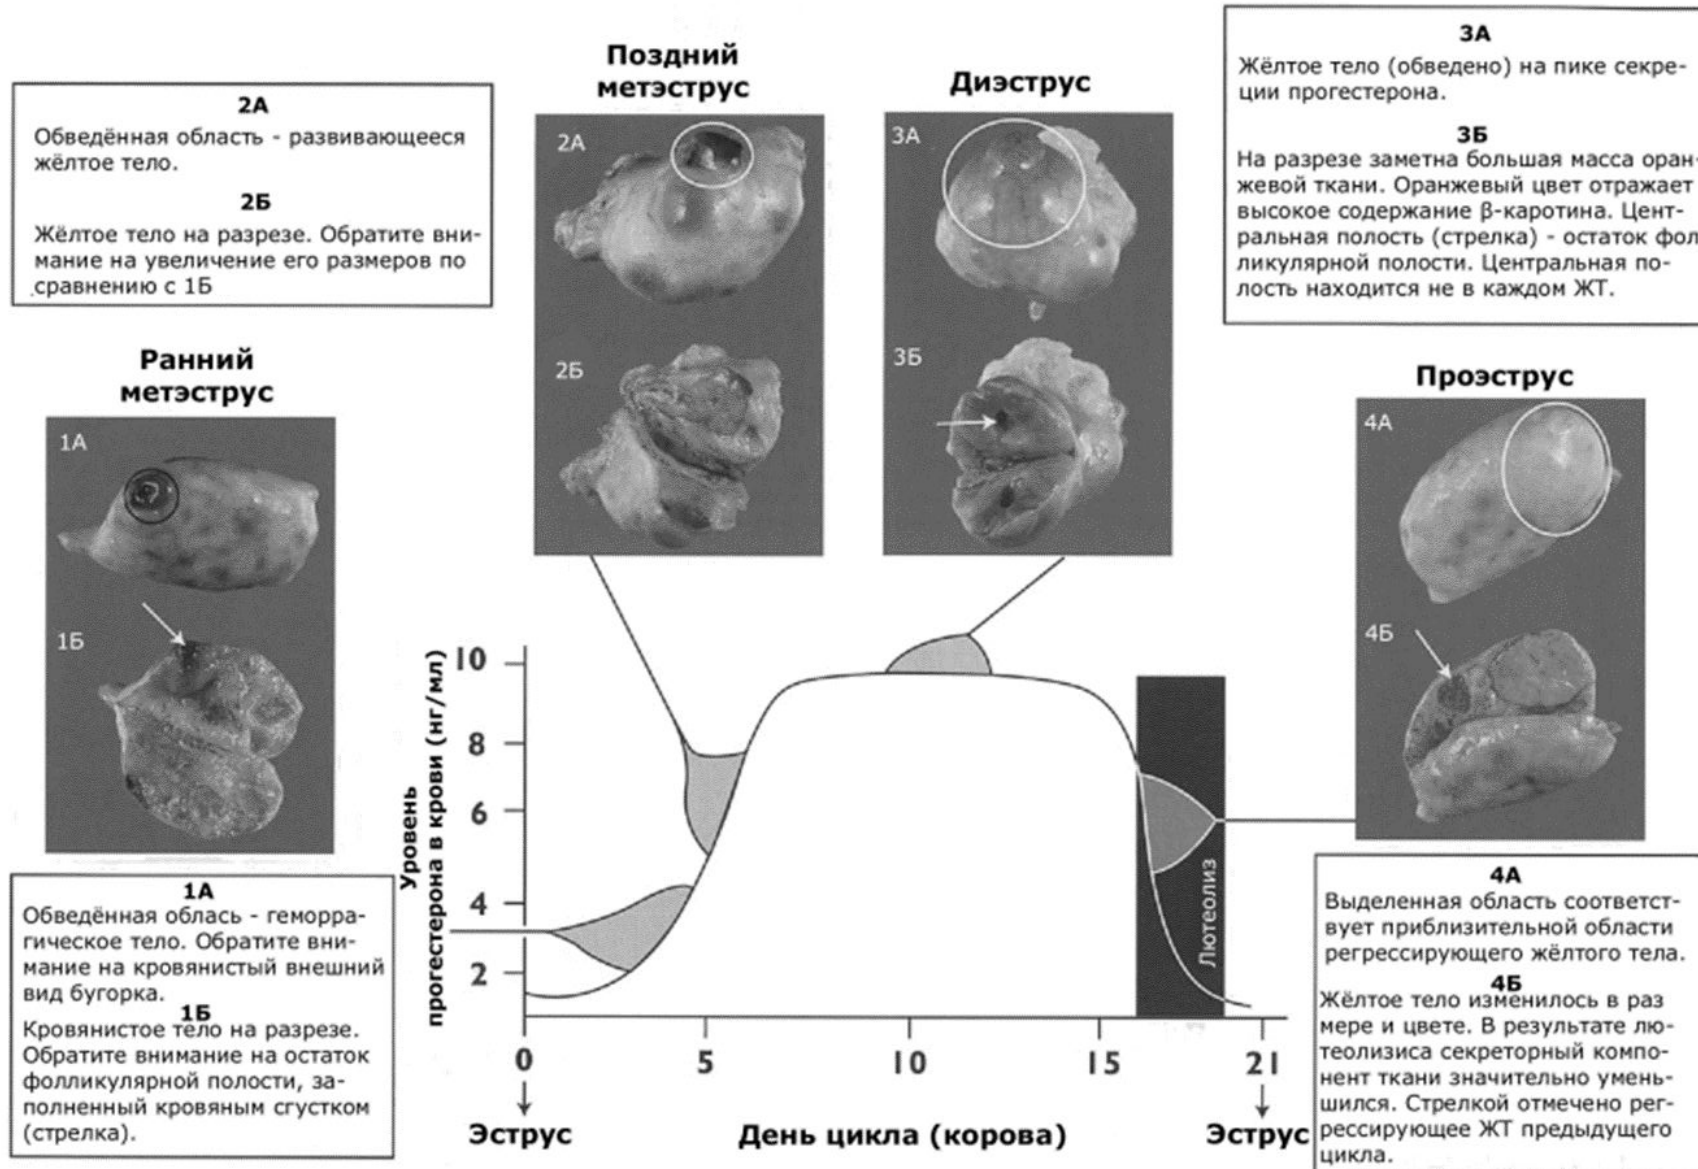 2А
Обведённая область - развивающееся
жёлтое тело.
2Б
Жёлтое тело на разрезе. Обратите вни-
мание на увеличение его размеров по
сравнению с 1Б
Поздний
метэструс
2А
2Б
Диэструс
3А
3Б
3А
Жёлтое тело (обведено) на пике секре-
ции прогестерона.
3Б
На разрезе заметна большая масса оран-
жевой ткани. Оранжевый цвет отражает
высокое содержание β-каротина. Цент-
ральная полость (стрелка) - остаток фол
ликулярной полости. Центральная по-
лость находится не в каждом ЖТ.
Ранний
метэструс
1А
1Б
Проэструс
4А
4Б
1А
Обведённая облась - геморра-
гическое тело. Обратите вни-
мание на кровянистый внешний
вид бугорка.
1Б
Кровянистое тело на разрезе.
Обратите внимание на остаток
фолликулярной полости, за-
полненный кровяным сгустком
(стрелка).
Уровень
прогестерона в крови (нг/мл)
10
8
6
4
2
Лютеолиз
0 5 10 15 21
Эструс
День цикла (корова)
Эструс
4А
Выделенная область соответст-
вует приблизительной области
регрессирующего жёлтого тела.
4Б
Жёлтое тело изменилось в раз
мере и цвете. В результате лю-
теолизиса секреторный компо-
нент ткани значительно умень-
шился. Стрелкой отмечено рег-
рессирующее ЖТ предыдущего
цикла.